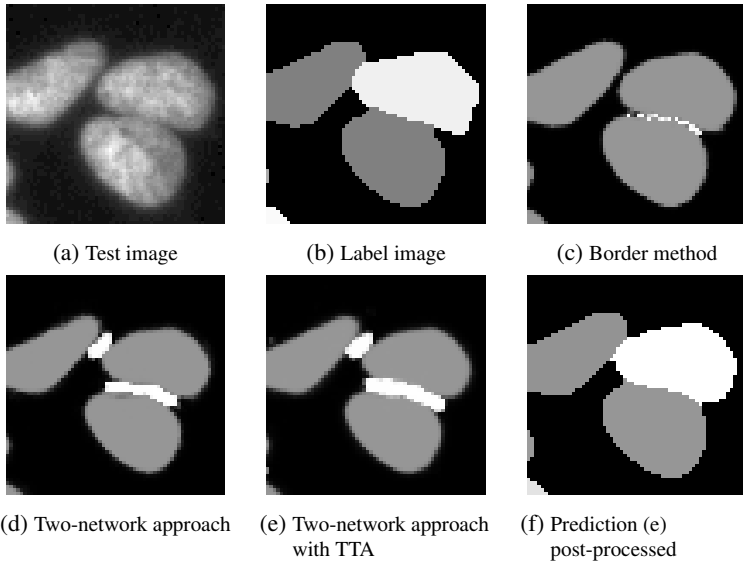 (a) Test image
(b) Label image
(c) Border method
(d) Two-network approach
(e) Two-network approach
with TTA
(f) Prediction (e)
post-processed